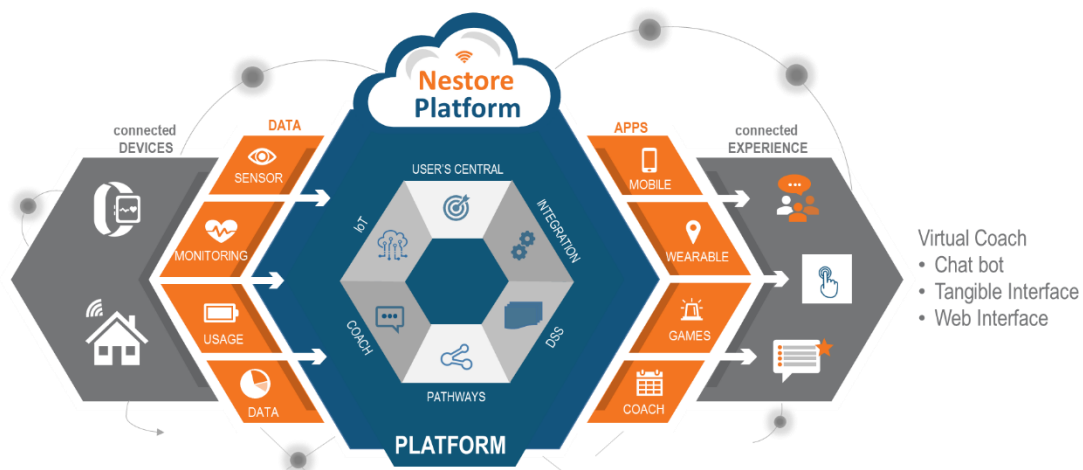 Nestore
Platform
connected
DEVICES
DATA
SENSOR
MONITORING
USAGE
DATA
USER'S CENTRAL
IoT
INTEGRATION
COACH
DSS
PATHWAYS
PLATFORM
APPS
MOBILE
WEARABLE
GAMES
COACH
connected
EXPERIENCE
Virtual Coach
• Chat bot
• Tangible Interface
• Web Interface